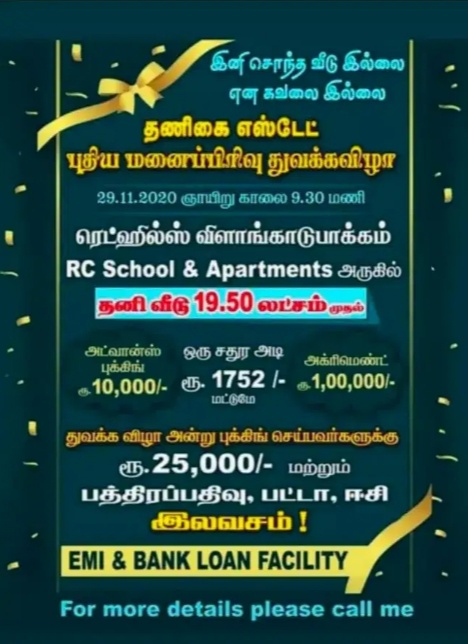 இனி சொந்த வீடு இல்லை
என கவலை இல்லை
தணிகை எஸ்டேட்
புதிய மனைப்பிரிவு துவக்கவிழா
29.11.2020 ஞாயிறு காலை 9.30 மணி
ரெட்ஹில்ஸ் விளாங்காடுபாக்கம்
RC School & Apartments அருகில்
தனி வீடு 19.50 லட்சம் முதல்
அட்வான்ஸ் புக்கிங் ரூ.10,000/-
ஒரு சதுர அடி ரூ. 1752 /- மட்டுமே
அக்ரிமெண்ட் ரூ.1,00,000/-
துவக்க விழா அன்று புக்கிங் செய்பவர்களுக்கு
ரூ.25,000/- மற்றும்
பத்திரப்பதிவு, பட்டா, ஈசி
இலவசம் !
EMI & BANK LOAN FACILITY
For more details please call me